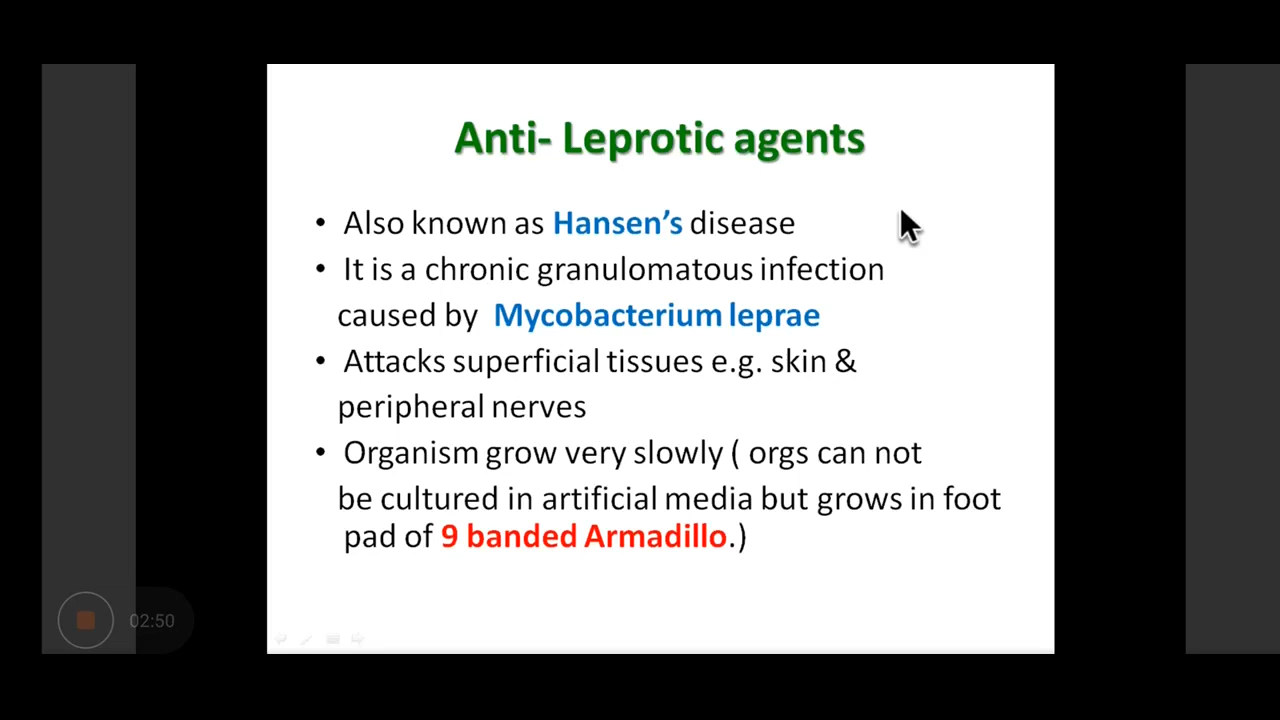 Anti- Leprotic agents
• Also known as Hansen's disease
• It is a chronic granulomatous infection
caused by Mycobacterium leprae
• Attacks superficial tissues e.g. skin &
peripheral nerves
• Organism grow very slowly ( orgs can not
be cultured in artificial media but grows in foot
pad of 9 banded Armadillo.)
02:50